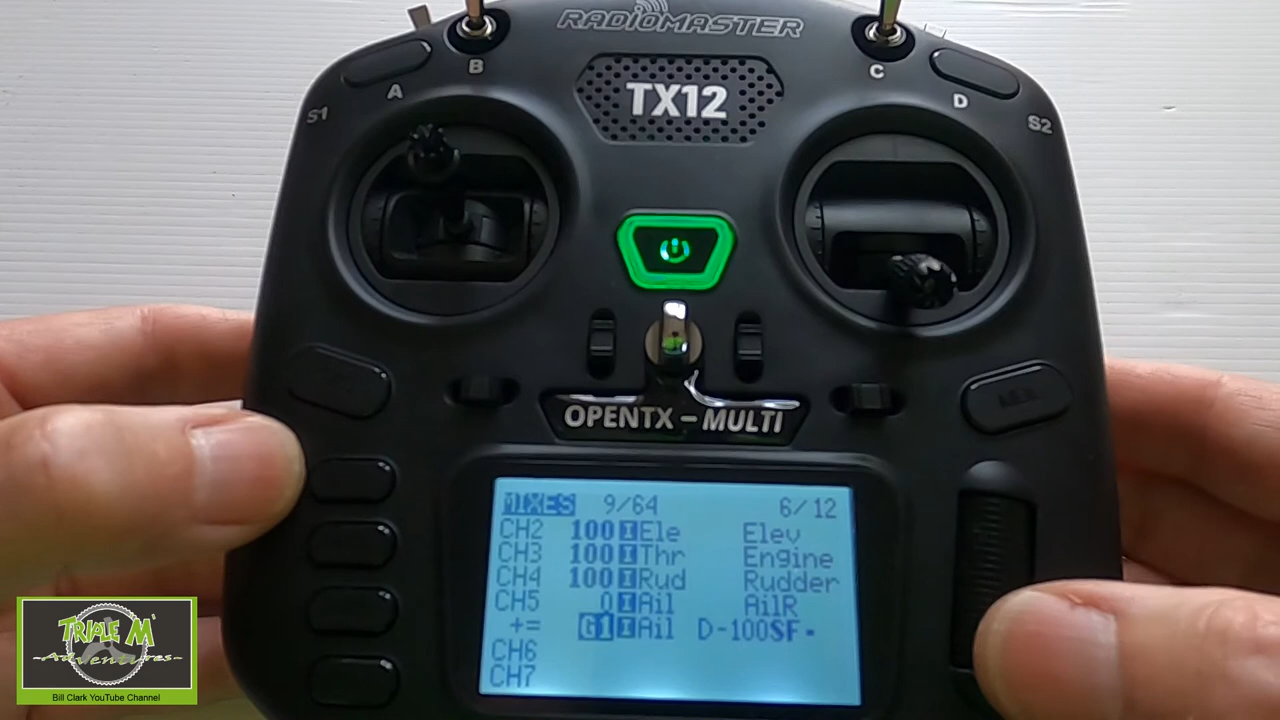 RADIOMASTER
B
C
A
D
S1
S2
TX12
OPENTX – MULTI
MIXES 9/64 6/12
CH2 100 I Ele Elev
CH3 100 I Thr Engine
CH4 100 I Rud Rudder
CH5 0 I Ail AilR
+= G1 I Ail D-100SF-
CH6
CH7
TRIPLE M
-Adventures-
Bill Clark YouTube Channel